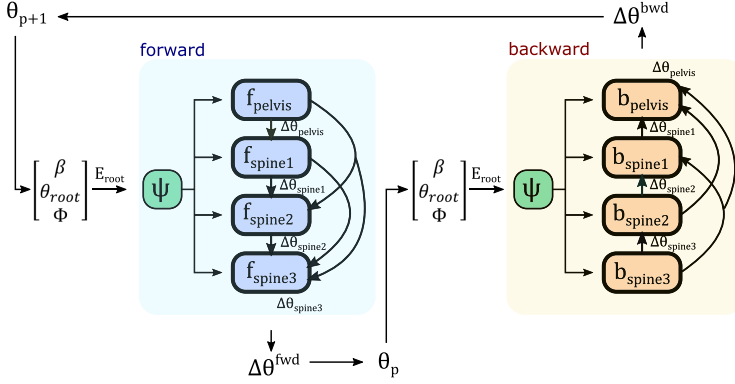 θp+1
Δθbwd
forward
backward
fpelvis
Δθpelvis
fspine1
Δθspine1
fspine2
Δθspine2
fspine3
Δθspine3
β
θroot
Φ
Eroot
ψ
Δθfwd
θp
β
θroot
Φ
Eroot
ψ
Δθpelvis
bpelvis
Δθspine1
bspine1
Δθspine2
bspine2
Δθspine3
bspine3